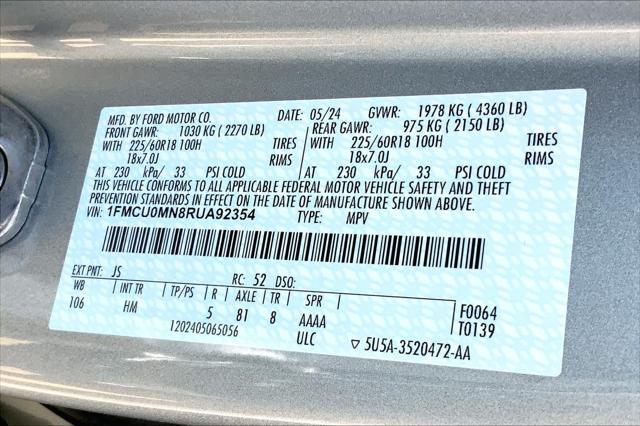 MFD. BY FORD MOTOR CO. DATE: 05/24 GVWR: 1978 KG ( 4360 LB)
FRONT GAWR: 1030 KG ( 2270 LB) REAR GAWR: 975 KG ( 2150 LB)
WITH 225/60R18 100H TIRES WITH 225/60R18 100H TIRES
18x7.0J RIMS 18x7.0J RIMS
AT 230 kPa/ 33 PSI COLD AT 230 kPa/ 33 PSI COLD
THIS VEHICLE CONFORMS TO ALL APPLICABLE FEDERAL MOTOR VEHICLE SAFETY AND THEFT
PREVENTION STANDARDS IN EFFECT ON THE DATE OF MANUFACTURE SHOWN ABOVE.
VIN: 1FMCU0MN8RUA92354 TYPE: MPV
EXT PNT: JS RC: 52 DSO:
WB INT TR TP/PS R AXLE TR SPR F0064
106 HM 5 81 8 AAAA T0139
1202405065056 ULC ▽ 5U5A-3520472-AA